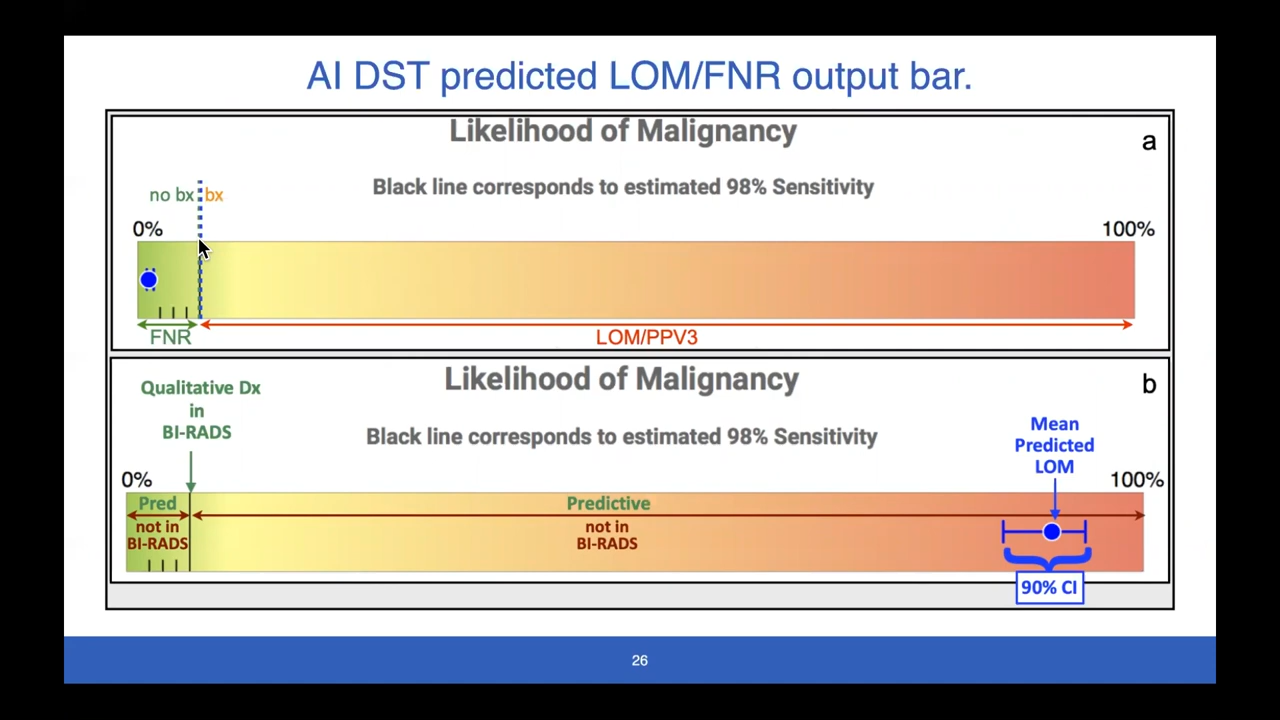 AI DST predicted LOM/FNR output bar.
Likelihood of Malignancy
a
Black line corresponds to estimated 98% Sensitivity
no bx bx
0%
100%
FNR
LOM/PPV3
Likelihood of Malignancy
b
Qualitative Dx
in
BI-RADS
Black line corresponds to estimated 98% Sensitivity
Mean
Predicted
LOM
0%
100%
Pred
not in
BI-RADS
Predictive
not in
BI-RADS
90% CI
26